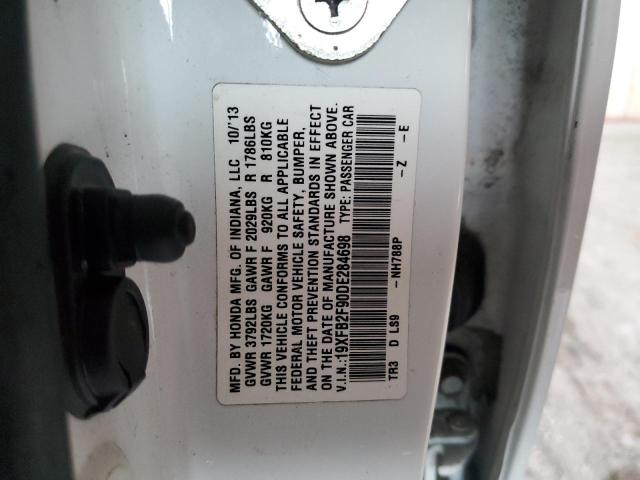 MFD. BY HONDA MFG. OF INDIANA, LLC 10/'13
GVWR 3792LBS GAWR F 2029LBS R 1786LBS
GVWR 1720KG GAWR F 920KG R 810KG
THIS VEHICLE CONFORMS TO ALL APPLICABLE
FEDERAL MOTOR VEHICLE SAFETY, BUMPER,
AND THEFT PREVENTION STANDARDS IN EFFECT
ON THE DATE OF MANUFACTURE SHOWN ABOVE.
V.I.N.:19XFB2F90DE284698 TYPE: PASSENGER CAR
-NH788P -Z -E
TR3 D LS9